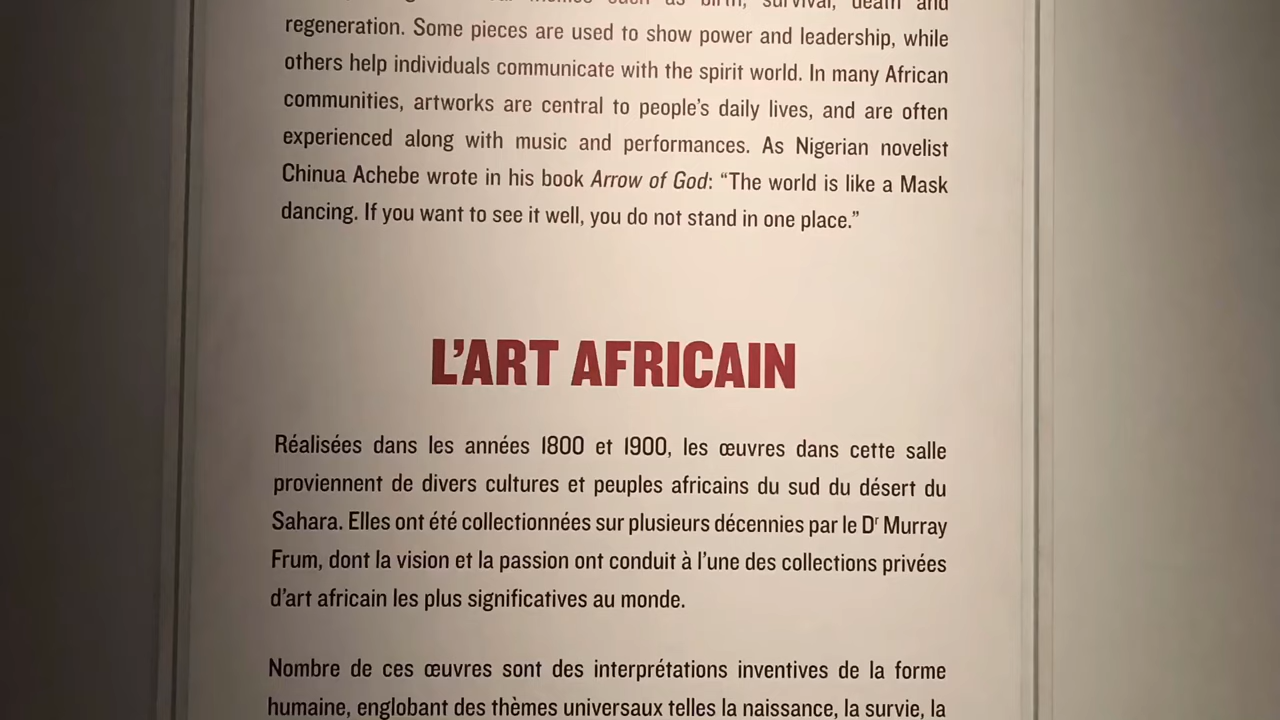 such as birth, survival, death and
regeneration. Some pieces are used to show power and leadership, while
others help individuals communicate with the spirit world. In many African
communities, artworks are central to people’s daily lives, and are often
experienced along with music and performances. As Nigerian novelist
Chinua Achebe wrote in his book Arrow of God: “The world is like a Mask
dancing. If you want to see it well, you do not stand in one place.”
L’ART AFRICAIN
Réalisées dans les années 1800 et 1900, les œuvres dans cette salle
proviennent de divers cultures et peuples africains du sud du désert du
Sahara. Elles ont été collectionnées sur plusieurs décennies par le Dʳ Murray
Frum, dont la vision et la passion ont conduit à l’une des collections privées
d’art africain les plus significatives au monde.
Nombre de ces œuvres sont des interprétations inventives de la forme
humaine, englobant des thèmes universaux telles la naissance, la survie, la